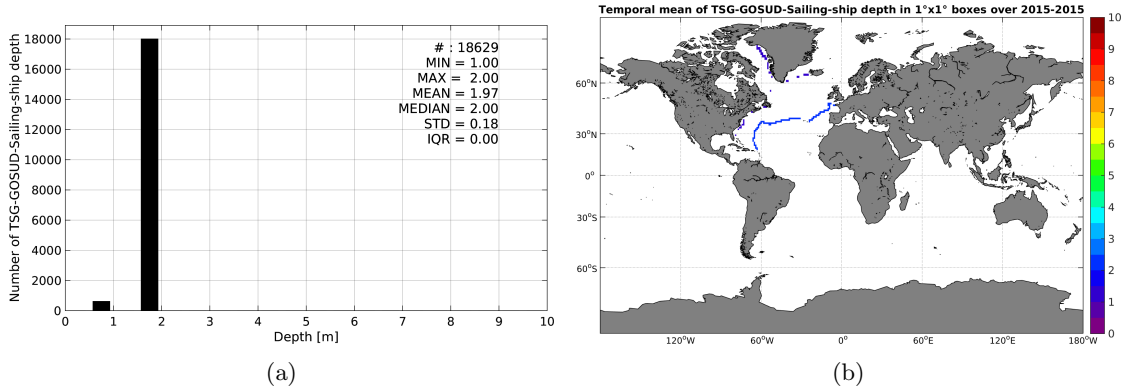 Number of TSG-GOSUD-Sailing-ship depth
18000
16000
14000
12000
10000
8000
6000
4000
2000
0
# : 18629
MIN = 1.00
MAX = 2.00
MEAN = 1.97
MEDIAN = 2.00
STD = 0.18
IQR = 0.00
0 1 2 3 4 5 6 7 8 9 10
Depth [m]
(a)
Temporal mean of TSG-GOSUD-Sailing-ship depth in 1°x1° boxes over 2015-2015
60°N
30°N
0°
30°S
60°S
120°W 60°W 0° 60°E 120°E 180°W
10
9
8
7
6
5
4
3
2
1
0
(b)